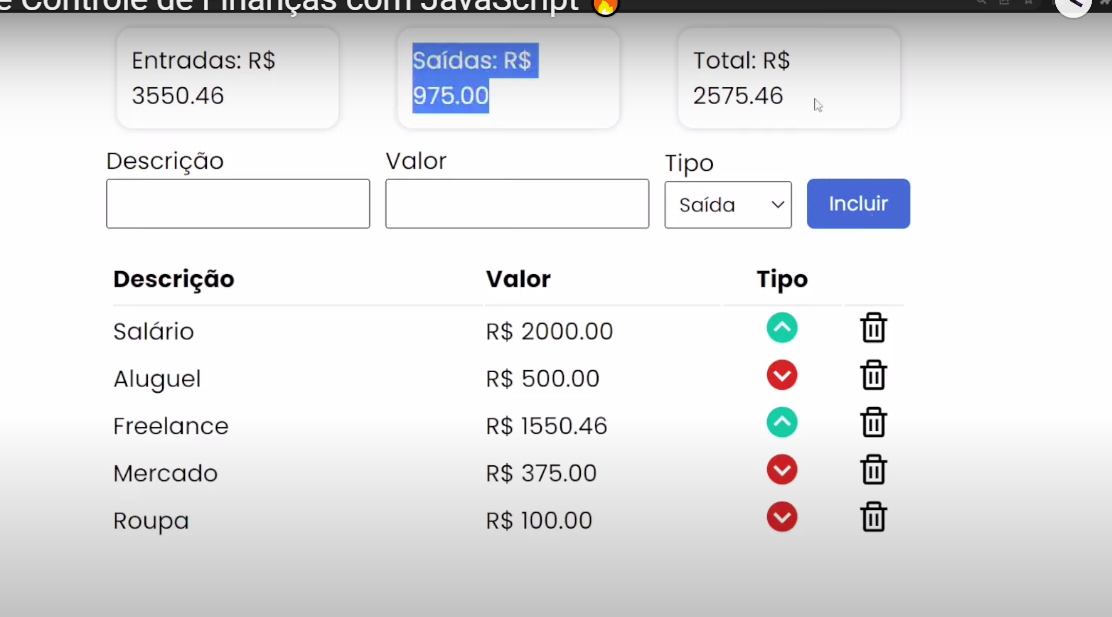 e Controle de Finanças com JavaScript 🔥
Entradas: R$
3550.46
Saídas: R$
975.00
Total: R$
2575.46
Descrição
Valor
Tipo
Saída
Incluir
Descrição Valor Tipo
Salário R$ 2000.00
Aluguel R$ 500.00
Freelance R$ 1550.46
Mercado R$ 375.00
Roupa R$ 100.00